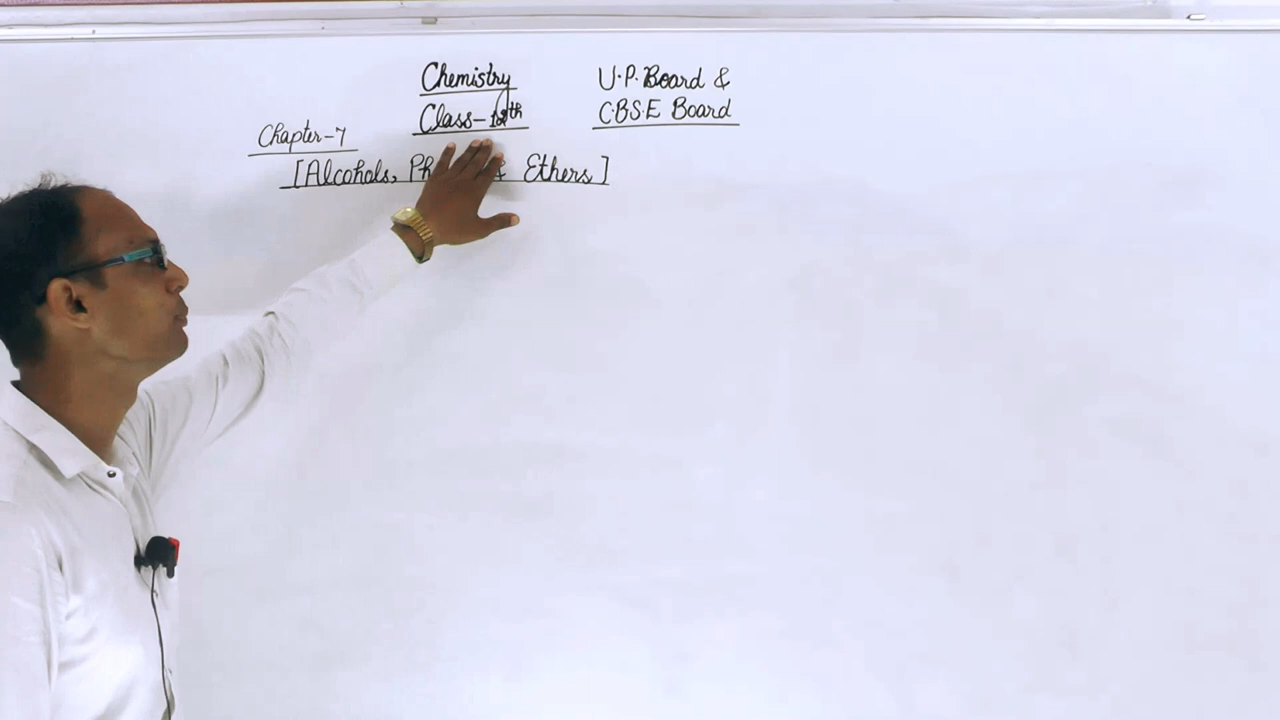 Chemistry
Class-12th
U.P. Board &
C.B.S.E Board
Chapter-7
[Alcohols, Ph & Ethers]